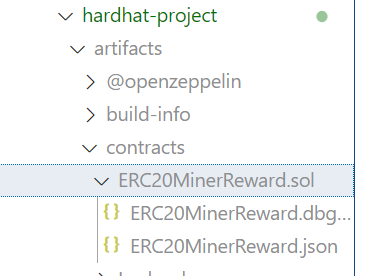 hardhat-project
artifacts
@openzeppelin
build-info
contracts
ERC20MinerReward.sol
{} ERC20MinerReward.dbg...
{} ERC20MinerReward.json